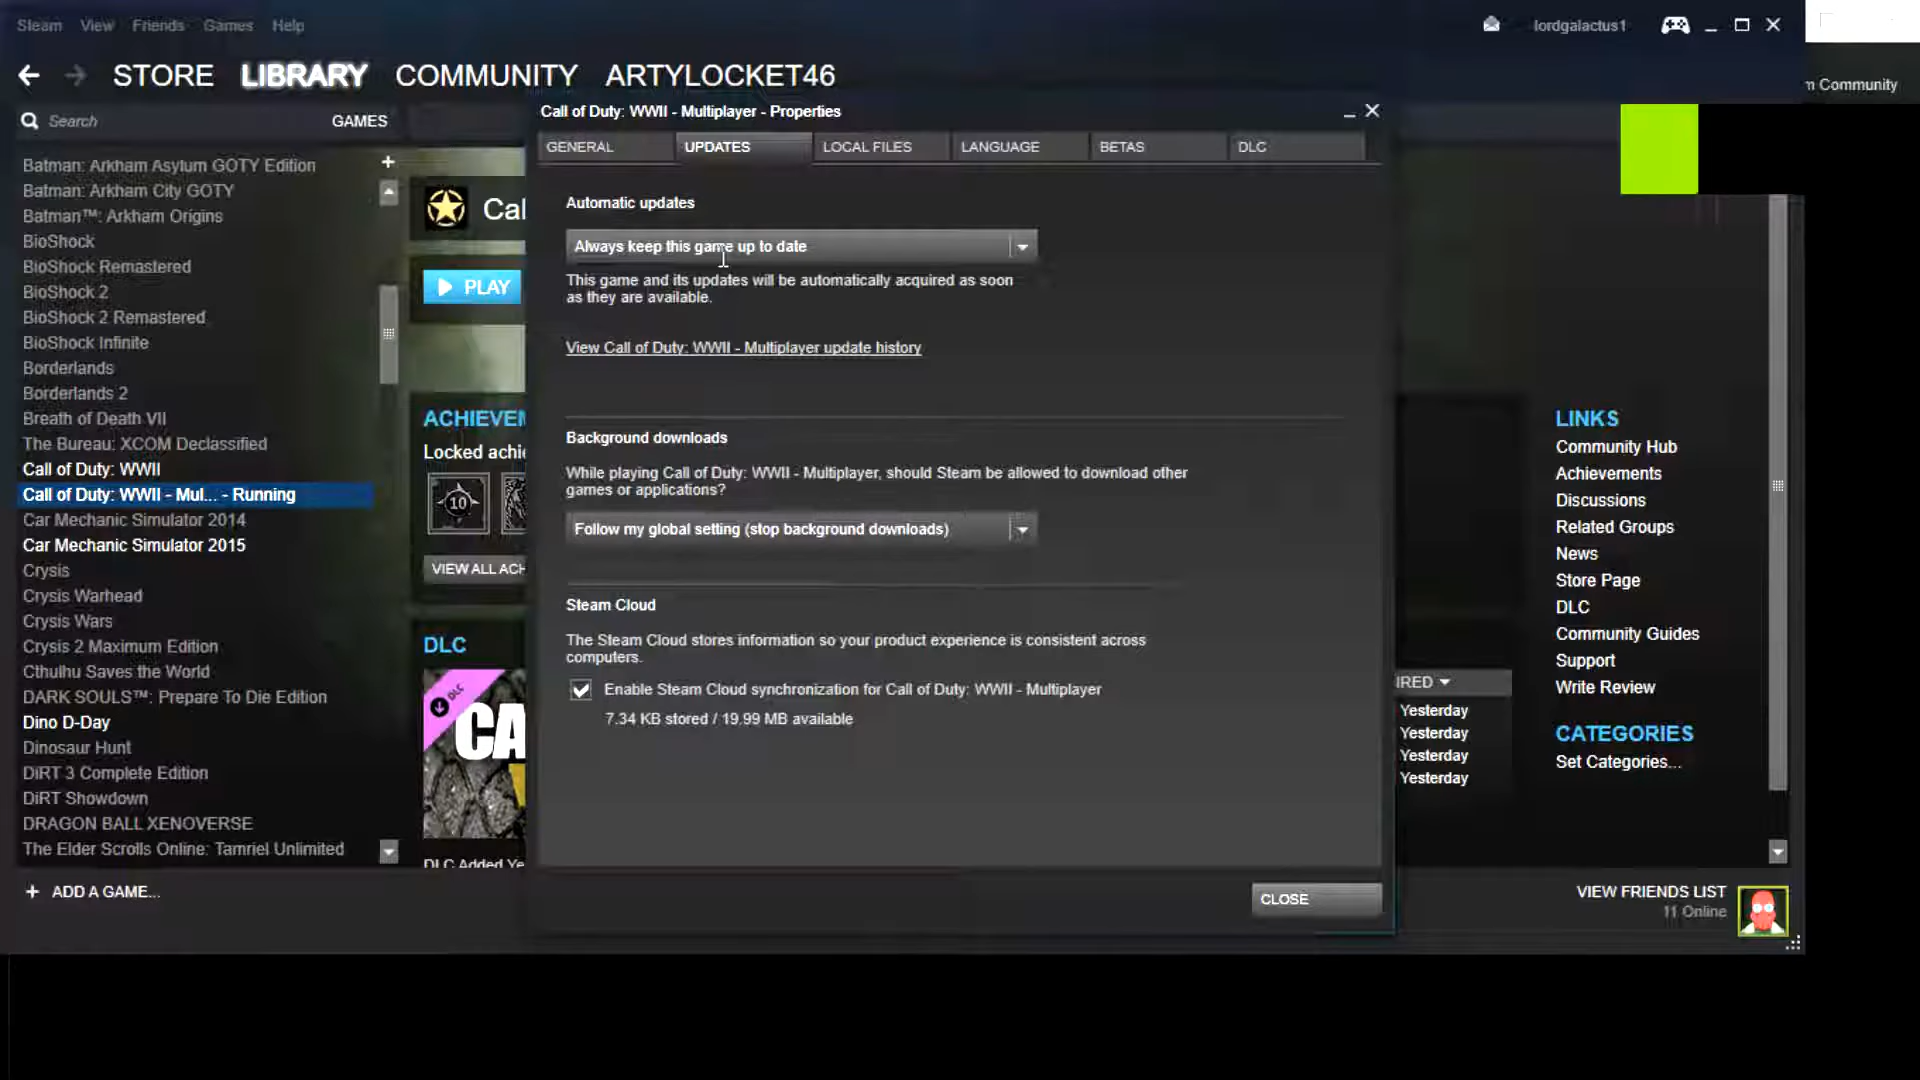 Steam View Friends Games Help
lordgalactus1
STORE LIBRARY COMMUNITY ARTYLOCKET46
Community
Search GAMES
Batman: Arkham Asylum GOTY Edition
Batman: Arkham City GOTY
Batman™: Arkham Origins
BioShock
BioShock Remastered
BioShock 2
BioShock 2 Remastered
BioShock Infinite
Borderlands
Borderlands 2
Breath of Death VII
The Bureau: XCOM Declassified
Call of Duty: WWII
Call of Duty: WWII - Mul... - Running
Car Mechanic Simulator 2014
Car Mechanic Simulator 2015
Crysis
Crysis Warhead
Crysis Wars
Crysis 2 Maximum Edition
Cthulhu Saves the World
DARK SOULS™: Prepare To Die Edition
Dino D-Day
Dinosaur Hunt
DiRT 3 Complete Edition
DiRT Showdown
DRAGON BALL XENOVERSE
The Elder Scrolls Online: Tamriel Unlimited
+ ADD A GAME...
Cal
PLAY
ACHIEVEM
Locked achie
10
VIEW ALL ACH
DLC
DLC
CA
DLC Added Ye
Call of Duty: WWII - Multiplayer - Properties
GENERAL UPDATES LOCAL FILES LANGUAGE BETAS DLC
Automatic updates
Always keep this game up to date
This game and its updates will be automatically acquired as soon
as they are available.
View Call of Duty: WWII - Multiplayer update history
Background downloads
While playing Call of Duty: WWII - Multiplayer, should Steam be allowed to download other
games or applications?
Follow my global setting (stop background downloads)
Steam Cloud
The Steam Cloud stores information so your product experience is consistent across
computers.
Enable Steam Cloud synchronization for Call of Duty: WWII - Multiplayer
7.34 KB stored / 19.99 MB available
CLOSE
IRED
Yesterday
Yesterday
Yesterday
Yesterday
LINKS
Community Hub
Achievements
Discussions
Related Groups
News
Store Page
DLC
Community Guides
Support
Write Review
CATEGORIES
Set Categories...
VIEW FRIENDS LIST
11 Online